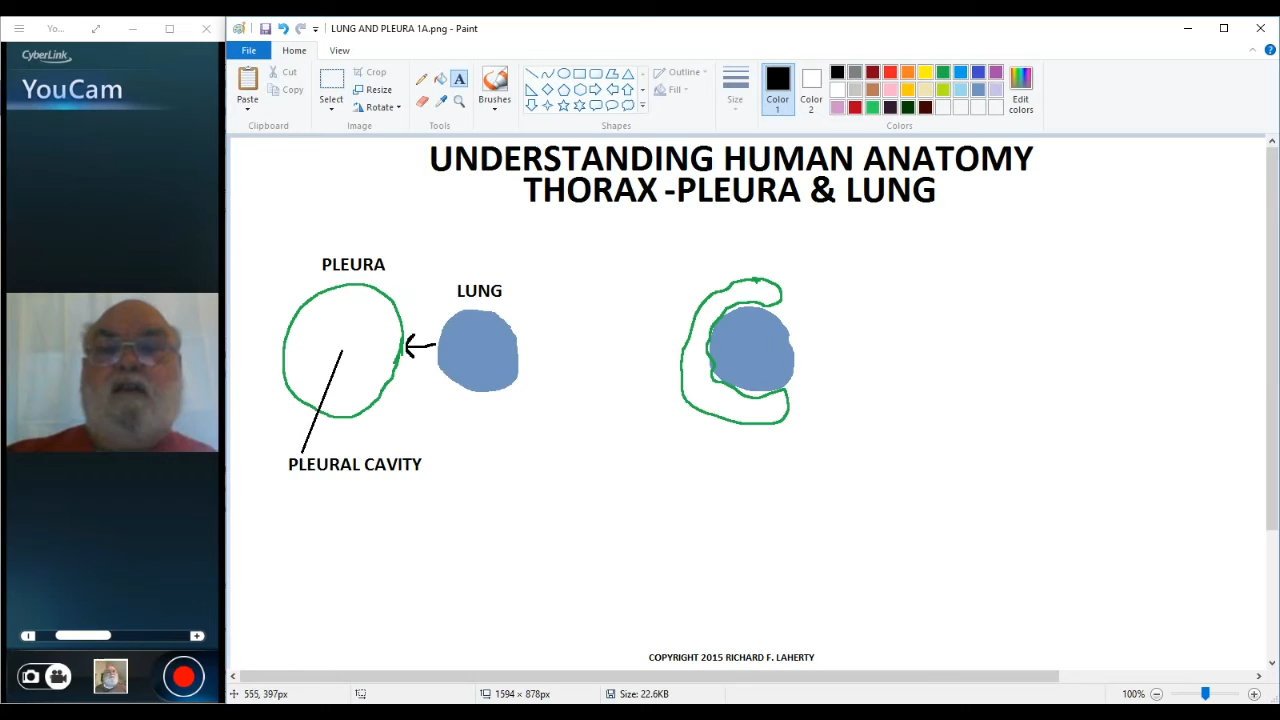 Yo...
CyberLink
YouCam
LUNG AND PLEURA 1A.png - Paint
File
Home
View
Paste
Cut
Copy
Clipboard
Select
Crop
Resize
Rotate
Image
A
Tools
Brushes
Outline
Fill
Shapes
Size
Color
1
Color
2
Edit
colors
Colors
UNDERSTANDING HUMAN ANATOMY
THORAX -PLEURA & LUNG
PLEURA
LUNG
PLEURAL CAVITY
COPYRIGHT 2015 RICHARD F. LAHERTY
555, 397px
1594 × 878px
Size: 22.6KB
100%